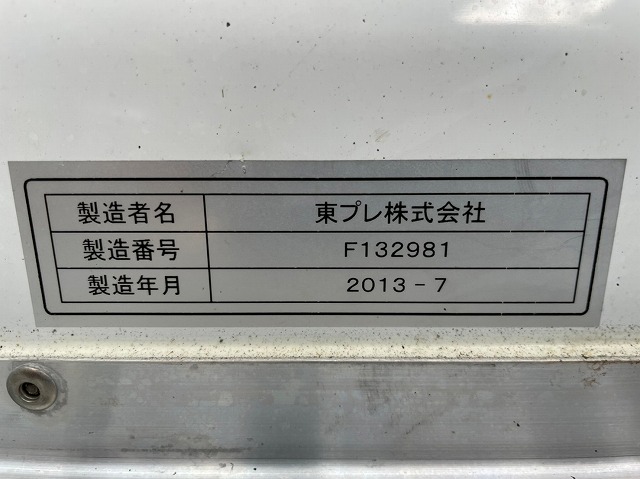 製造者名 東プレ株式会社
製造番号 F132981
製造年月 2013-7